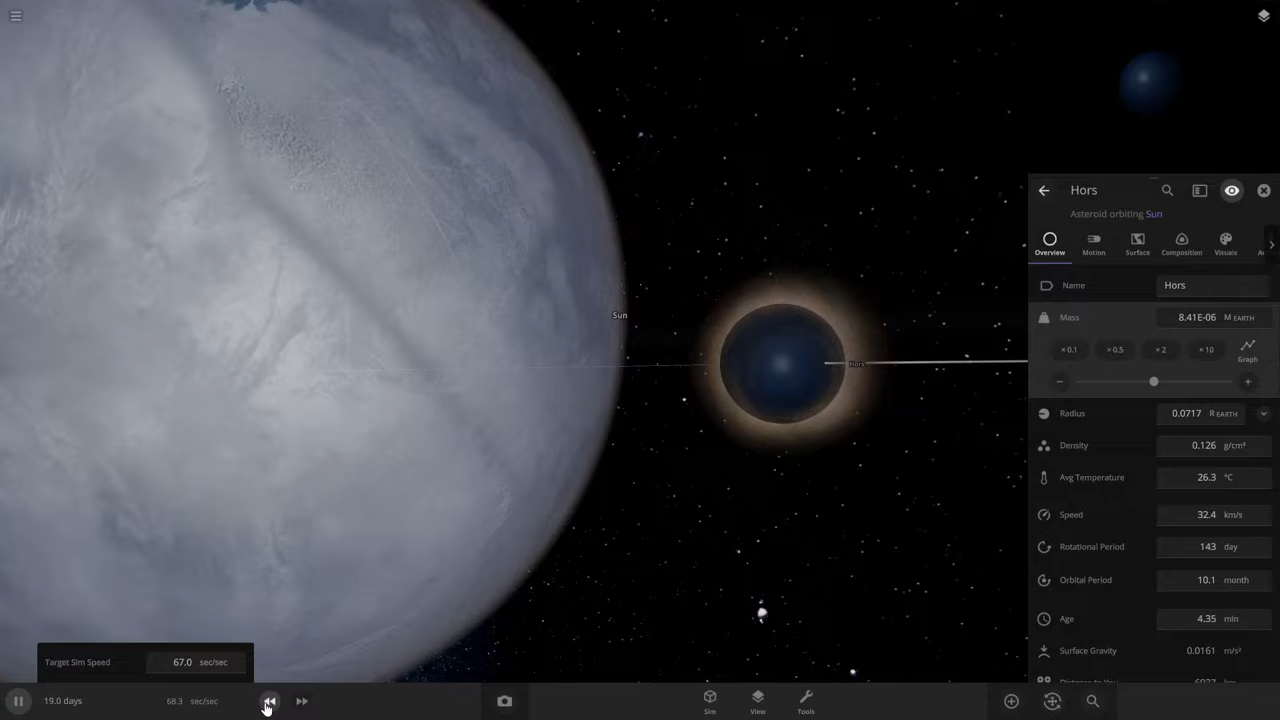 Hors
Asteroid orbiting Sun
Overview
Motion
Surface
Composition
Visuals
Name
Hors
Mass
8.41E-06 M EARTH
×0.1
×0.5
×2
×10
Graph
Radius
0.0717 R EARTH
Density
0.126 g/cm³
Avg Temperature
26.3 °C
Speed
32.4 km/s
Rotational Period
143 day
Orbital Period
10.1 month
Age
4.35 min
Surface Gravity
0.0161 m/s²
Sun
Hors
Target Sim Speed
67.0 sec/sec
19.0 days
68.3 sec/sec
Sim
View
Tools